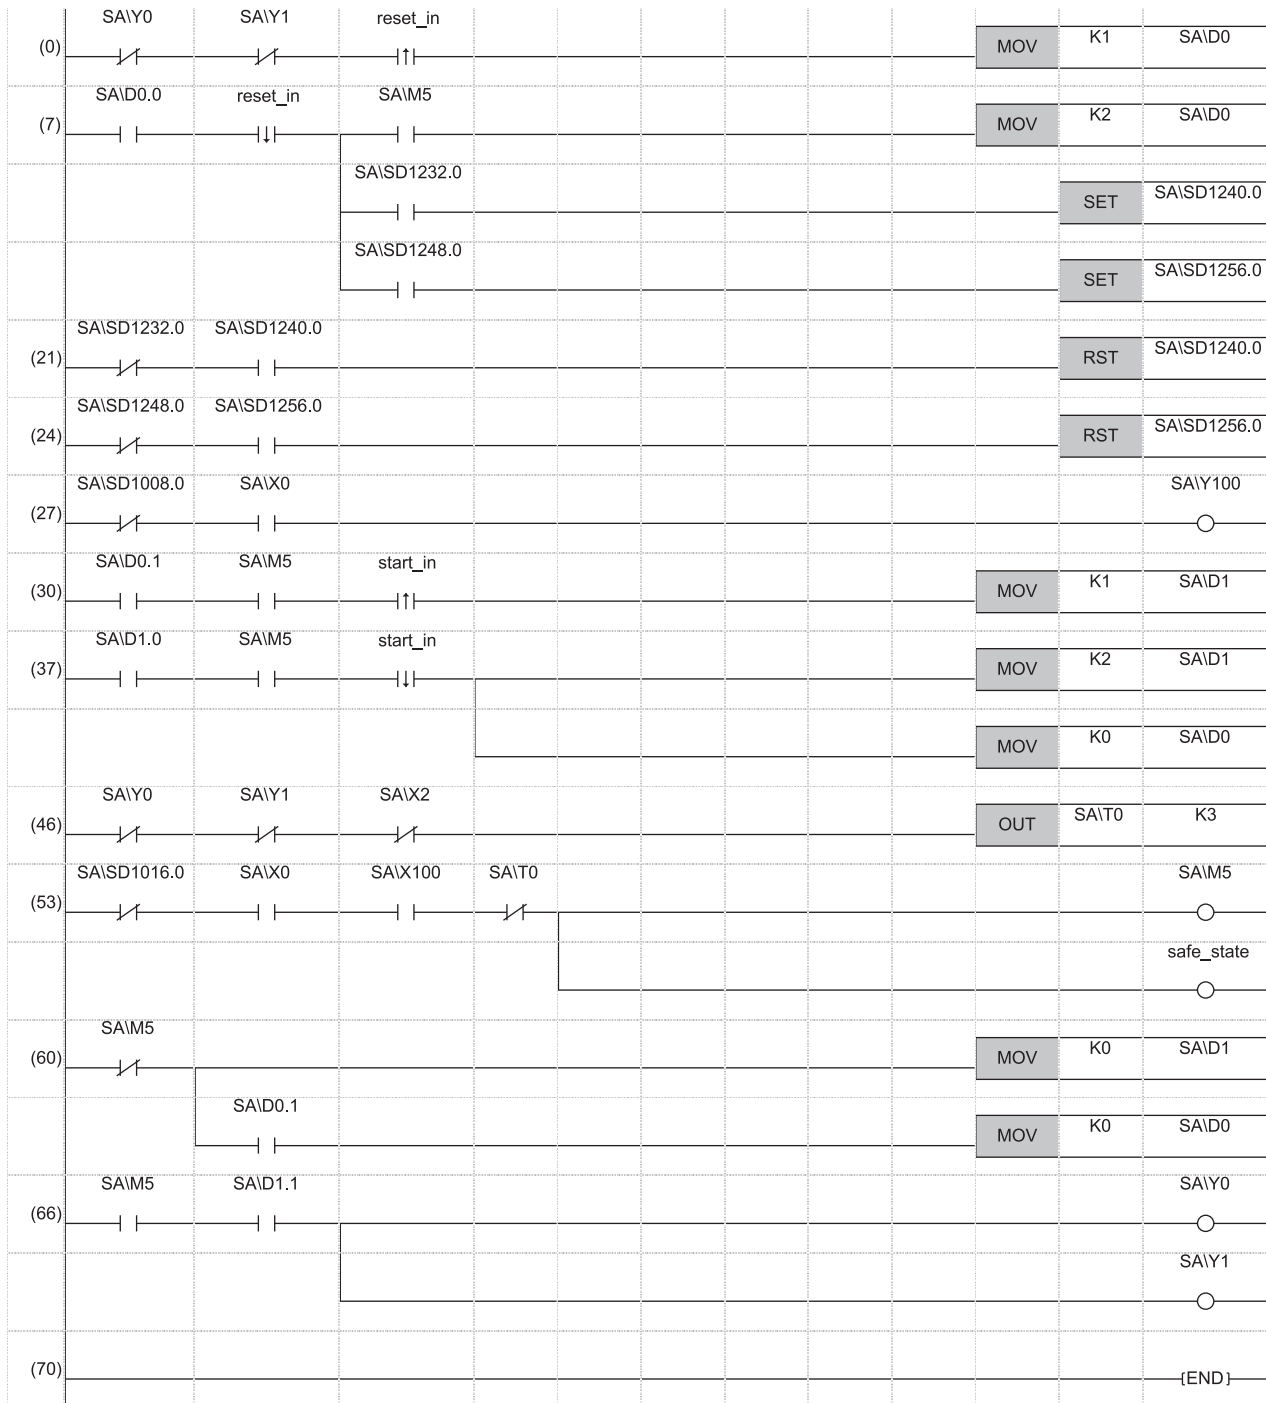 SA\Y0 SA\Y1 reset_in
(0) MOV K1 SA\D0
SA\D0.0 reset_in SA\M5
(7) MOV K2 SA\D0
SA\SD1232.0
SET SA\SD1240.0
SA\SD1248.0
SET SA\SD1256.0
SA\SD1232.0 SA\SD1240.0
(21) RST SA\SD1240.0
SA\SD1248.0 SA\SD1256.0
(24) RST SA\SD1256.0
SA\SD1008.0 SA\X0 SA\Y100
(27)
SA\D0.1 SA\M5 start_in
(30) MOV K1 SA\D1
SA\D1.0 SA\M5 start_in
(37) MOV K2 SA\D1
MOV K0 SA\D0
SA\Y0 SA\Y1 SA\X2
(46) OUT SA\T0 K3
SA\SD1016.0 SA\X0 SA\X100 SA\T0 SA\M5
(53)
safe_state
SA\M5
(60) MOV K0 SA\D1
SA\D0.1
MOV K0 SA\D0
SA\M5 SA\D1.1 SA\Y0
(66)
SA\Y1
(70) [END]